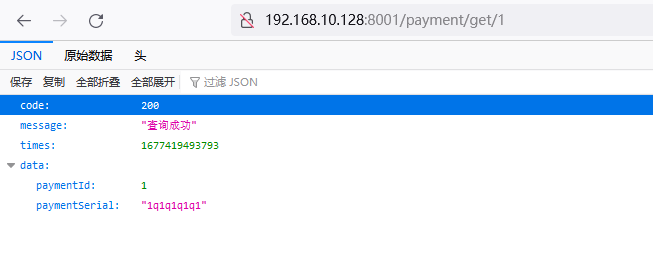 192.168.10.128:8001/payment/get/1
JSON 原始数据 头
保存 复制 全部折叠 全部展开 过滤 JSON
code: 200
message: "查询成功"
times: 1677419493793
data:
paymentId: 1
paymentSerial: "1q1q1q1q1"